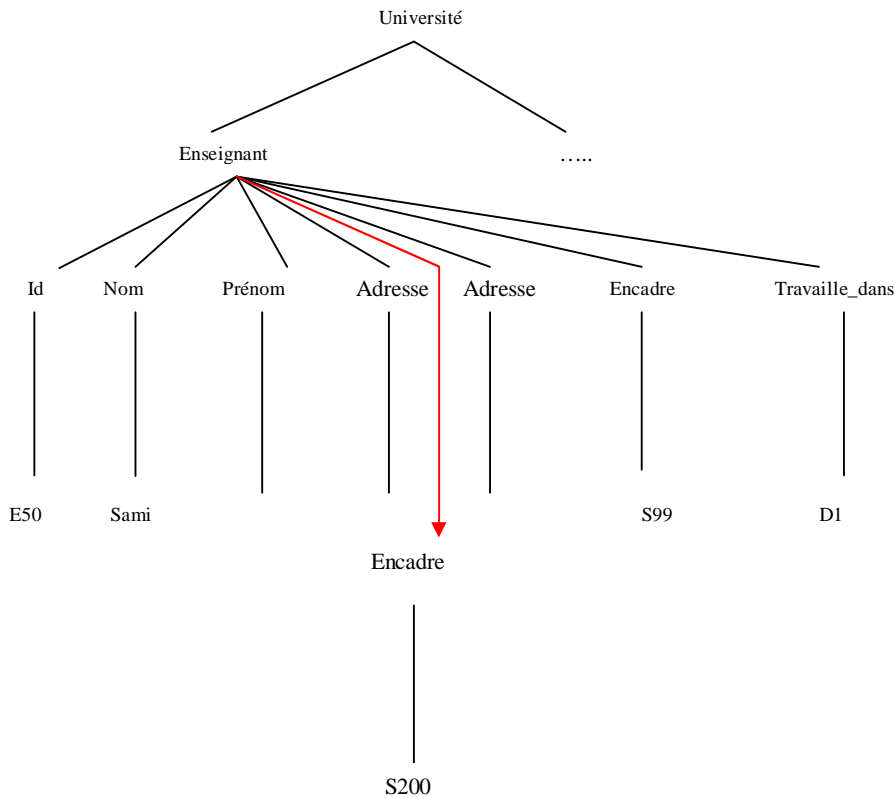 Université
Enseignant
.....
Id
Nom
Prénom
Adresse
Adresse
Encadre
Travaille_dans
E50
Sami
S99
D1
Encadre
S200